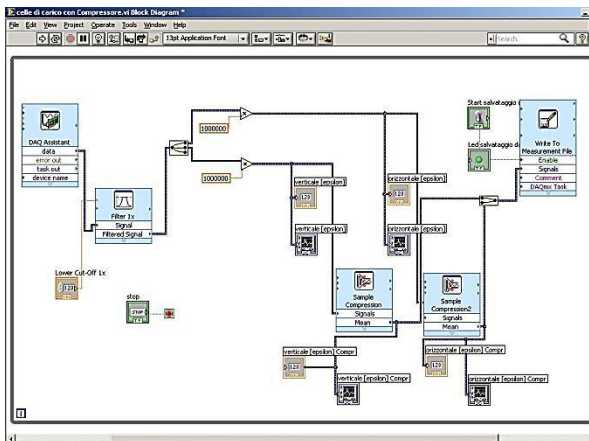 celle di carico con Compressore.vi Block Diagram *
File Edit View Project Operate Tools Window Help
13pt Application Font
Search
DAQ Assistant
data
error out
task out
device name
Filter 1x
Signal
Filtered Signal
Lower Cut-Off 1x
123
stop
STOP
1000000
1000000
verticale [epsilon]
123
verticale [epsilon]
orizzontale [epsilon]
123
orizzontale [epsilon]
Start salvataggio
Led salvataggio da
Write To
Measurement File
Enable
Signals
Comment
DAQmx Task
Sample
Compression
Signals
Mean
Sample
Compression2
Signals
Mean
verticale [epsilon] Compr
123
verticale [epsilon] Compr
orizzontale [epsilon] Compr
123
orizzontale [epsilon] Compr
i